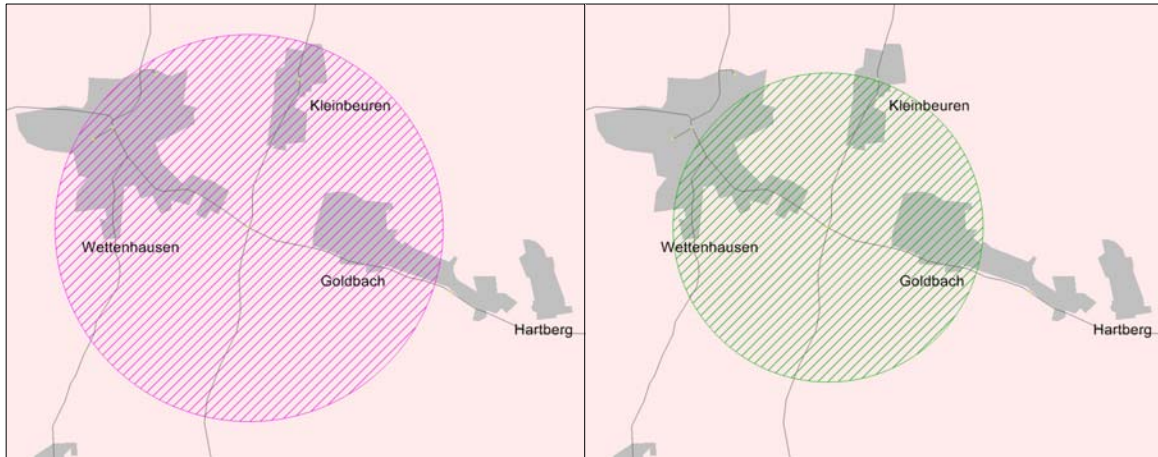 Kleinbeuren
Wettenhausen
Goldbach
Hartberg
Kleinbeuren
Wettenhausen
Goldbach
Hartberg